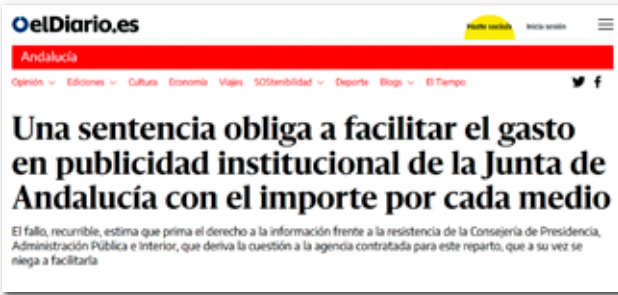 elDiario.es
Hazte socio/a Inicia sesión
Andalucía
Opinión Ediciones Cultura Economía Viajes SOStenibilidad Deporte Blogs El Tiempo
Una sentencia obliga a facilitar el gasto
en publicidad institucional de la Junta de
Andalucía con el importe por cada medio
El fallo, recurrible, estima que prima el derecho a la información frente a la resistencia de la Consejería de Presidencia,
Administración Pública e Interior, que deriva la cuestión a la agencia contratada para este reparto, que a su vez se
niega a facilitarla